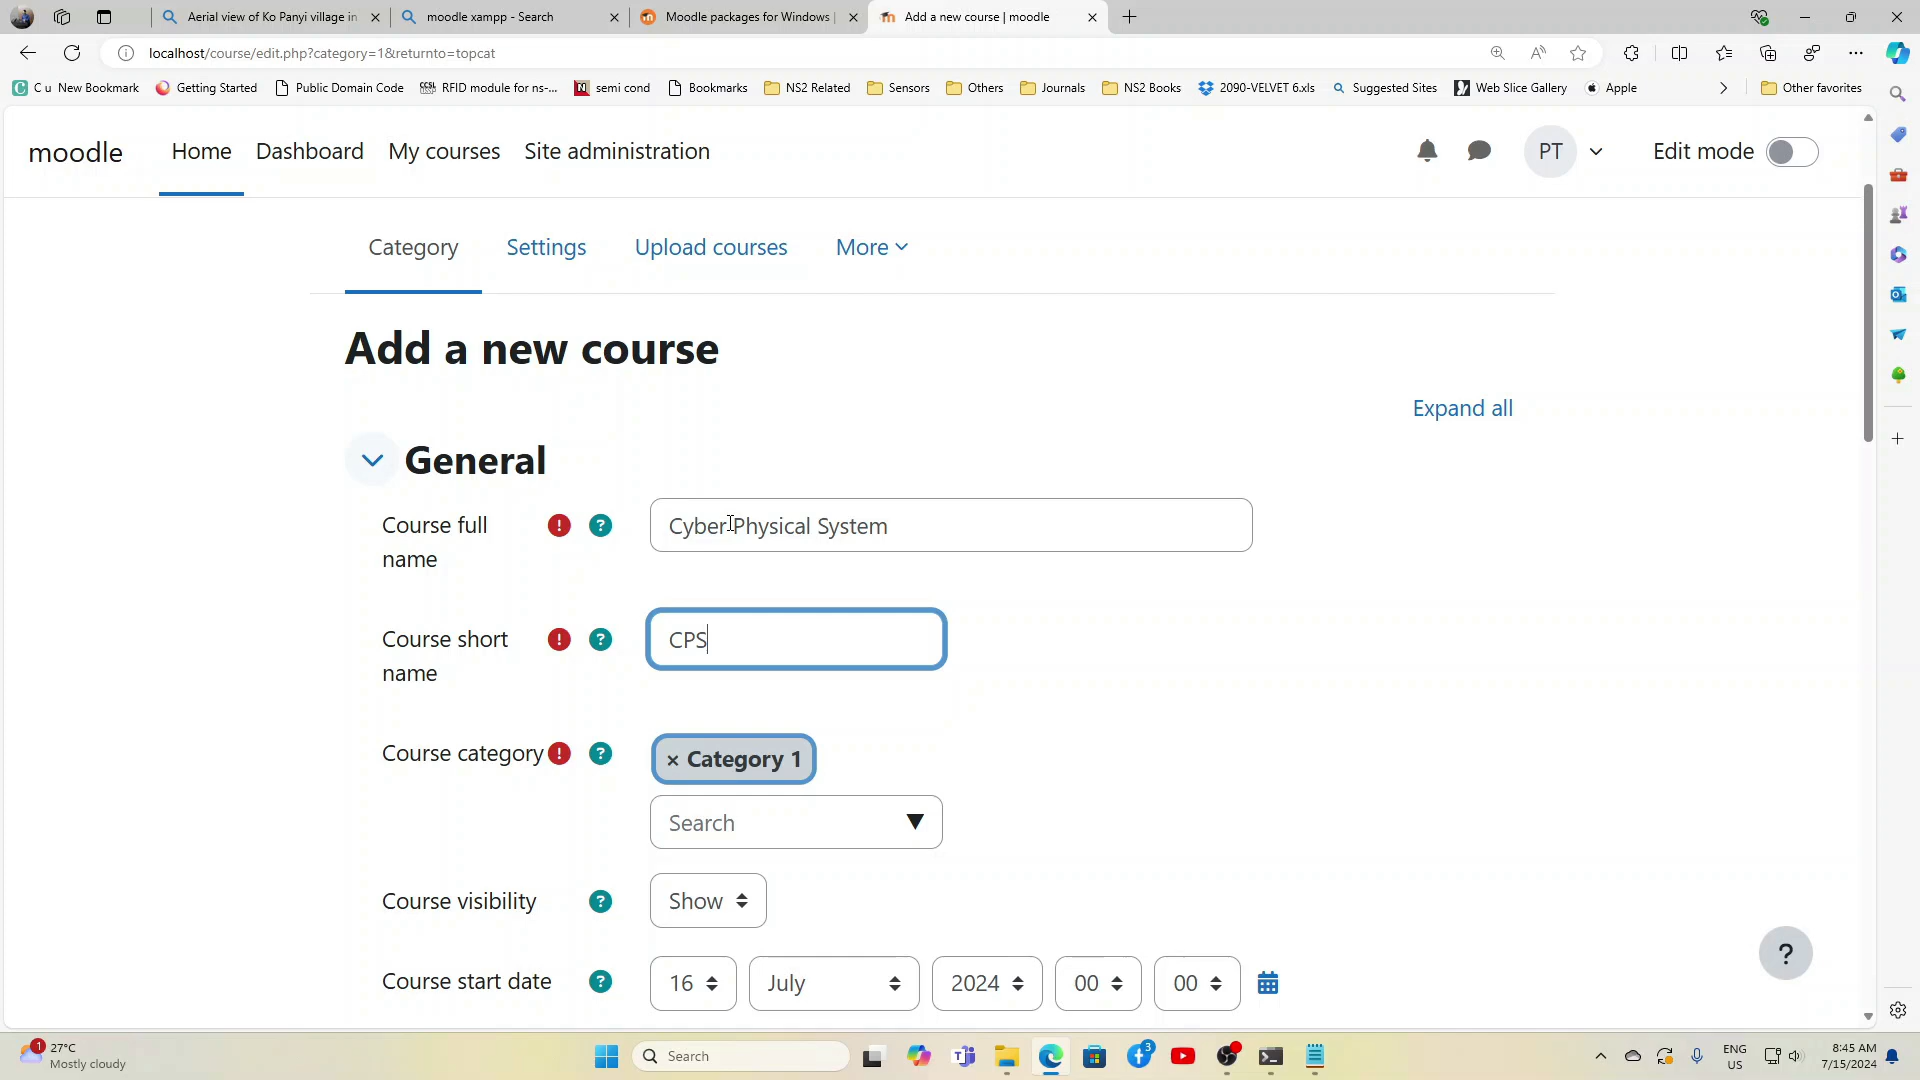 Aerial view of Ko Panyi village in
moodle xampp - Search
Moodle packages for Windows |
Add a new course | moodle
localhost/course/edit.php?category=1&returnto=topcat
C u New Bookmark
Getting Started
Public Domain Code
CCSL RFID module for ns-...
semi cond
Bookmarks
NS2 Related
Sensors
Others
Journals
NS2 Books
2090-VELVET 6.xls
Suggested Sites
Web Slice Gallery
Apple
Other favorites
moodle
Home
Dashboard
My courses
Site administration
PT
Edit mode
Category
Settings
Upload courses
More
Add a new course
Expand all
General
Course full
name
Cyber Physical System
Course short
name
CPS
Course category
× Category 1
Search
Course visibility
Show
Course start date
16
July
2024
00
00
?
1
27°C
Mostly cloudy
Search
3
ENG
US
8:45 AM
7/15/2024